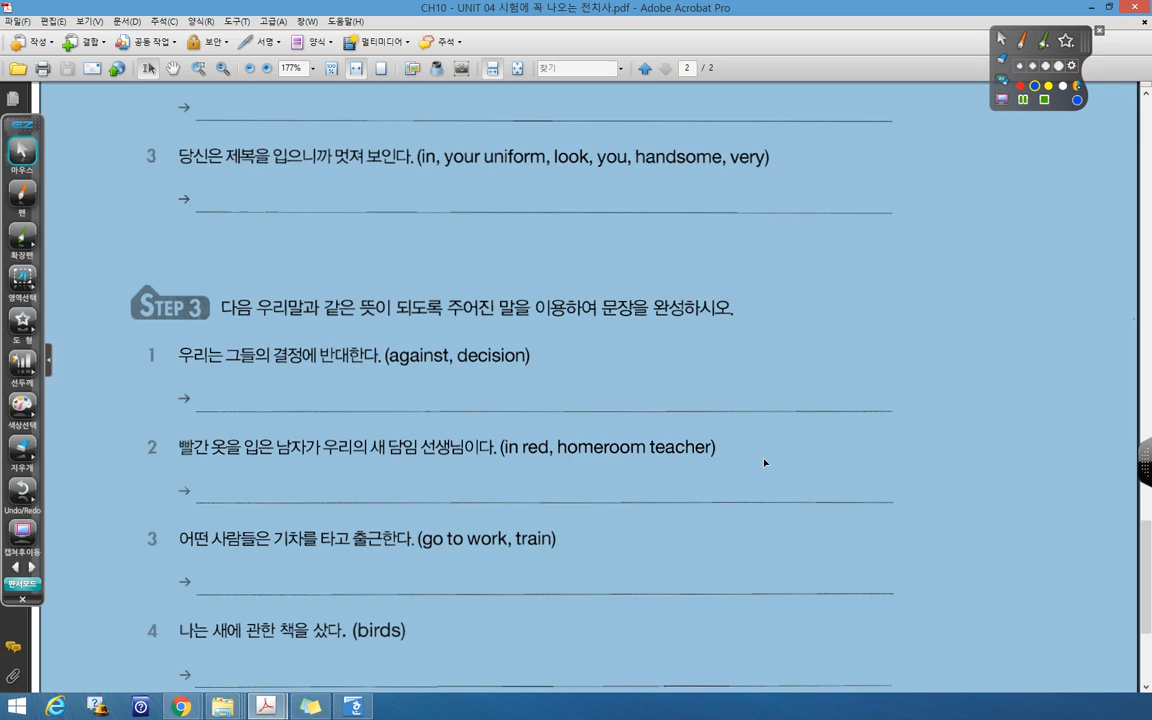 CH10 - UNIT 04 시험에 꼭 나오는 전치사.pdf - Adobe Acrobat Pro
파일(F) 편집(E) 보기(V) 문서(D) 주석(C) 양식(R) 도구(T) 고급(A) 창(W) 도움말(H)
작성 결합 공동 작업 보안 서명 양식 멀티미디어 주석
177% 찾기 2 / 2
→
3 당신은 제복을 입으니까 멋져 보인다. (in, your uniform, look, you, handsome, very)
→
STEP 3 다음 우리말과 같은 뜻이 되도록 주어진 말을 이용하여 문장을 완성하시오.
1 우리는 그들의 결정에 반대한다. (against, decision)
→
2 빨간 옷을 입은 남자가 우리의 새 담임 선생님이다. (in red, homeroom teacher)
→
3 어떤 사람들은 기차를 타고 출근한다. (go to work, train)
→
4 나는 새에 관한 책을 샀다. (birds)
→
EZ
마우스
펜
확장펜
영역선택
도 형
선두께
색상선택
지우개
Undo/Redo
캡쳐후이동
판서모드